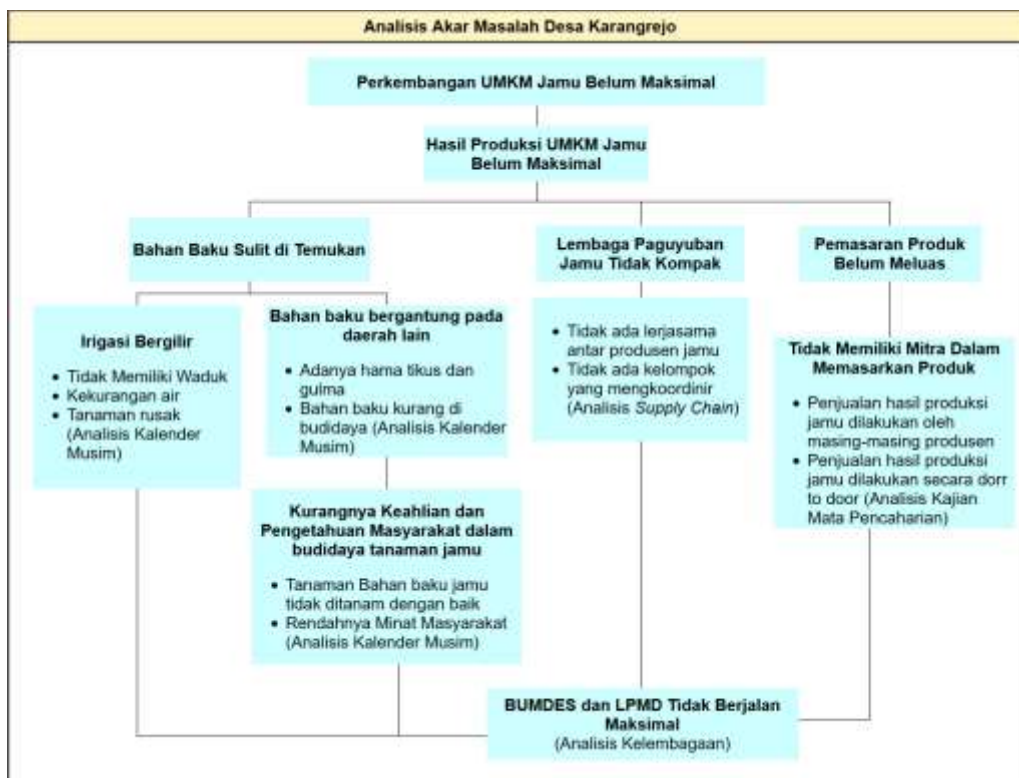 Analisis Akar Masalah Desa Karangrejo
Perkembangan UMKM Jamu Belum Maksimal
Hasil Produksi UMKM Jamu
Belum Maksimal
Bahan Baku Sulit di Temukan
Lembaga Paguyuban
Jamu Tidak Kompak
Pemasaran Produk
Belum Meluas
Irigasi Bergilir
• Tidak Memiliki Waduk
• Kekurangan air
• Tanaman rusak
(Analisis Kalender
Musim)
Bahan baku bergantung pada
daerah lain
• Adanya hama tikus dan
gulma
• Bahan baku kurang di
budidaya (Analisis Kalender
Musim)
• Tidak ada lerjasama
antar produsen jamu
• Tidak ada kelompok
yang mengkoordinir
(Analisis Supply Chain)
Tidak Memiliki Mitra Dalam
Memasarkan Produk
• Penjualan hasil produksi
jamu dilakukan oleh
masing-masing produsen
• Penjualan hasil produksi
jamu dilakukan secara dorr
to door (Analisis Kajian
Mata Pencaharian)
Kurangnya Keahlian dan
Pengetahuan Masyarakat dalam
budidaya tanaman jamu
• Tanaman Bahan baku jamu
tidak ditanam dengan baik
• Rendahnya Minat Masyarakat
(Analisis Kalender Musim)
BUMDES dan LPMD Tidak Berjalan
Maksimal
(Analisis Kelembagaan)